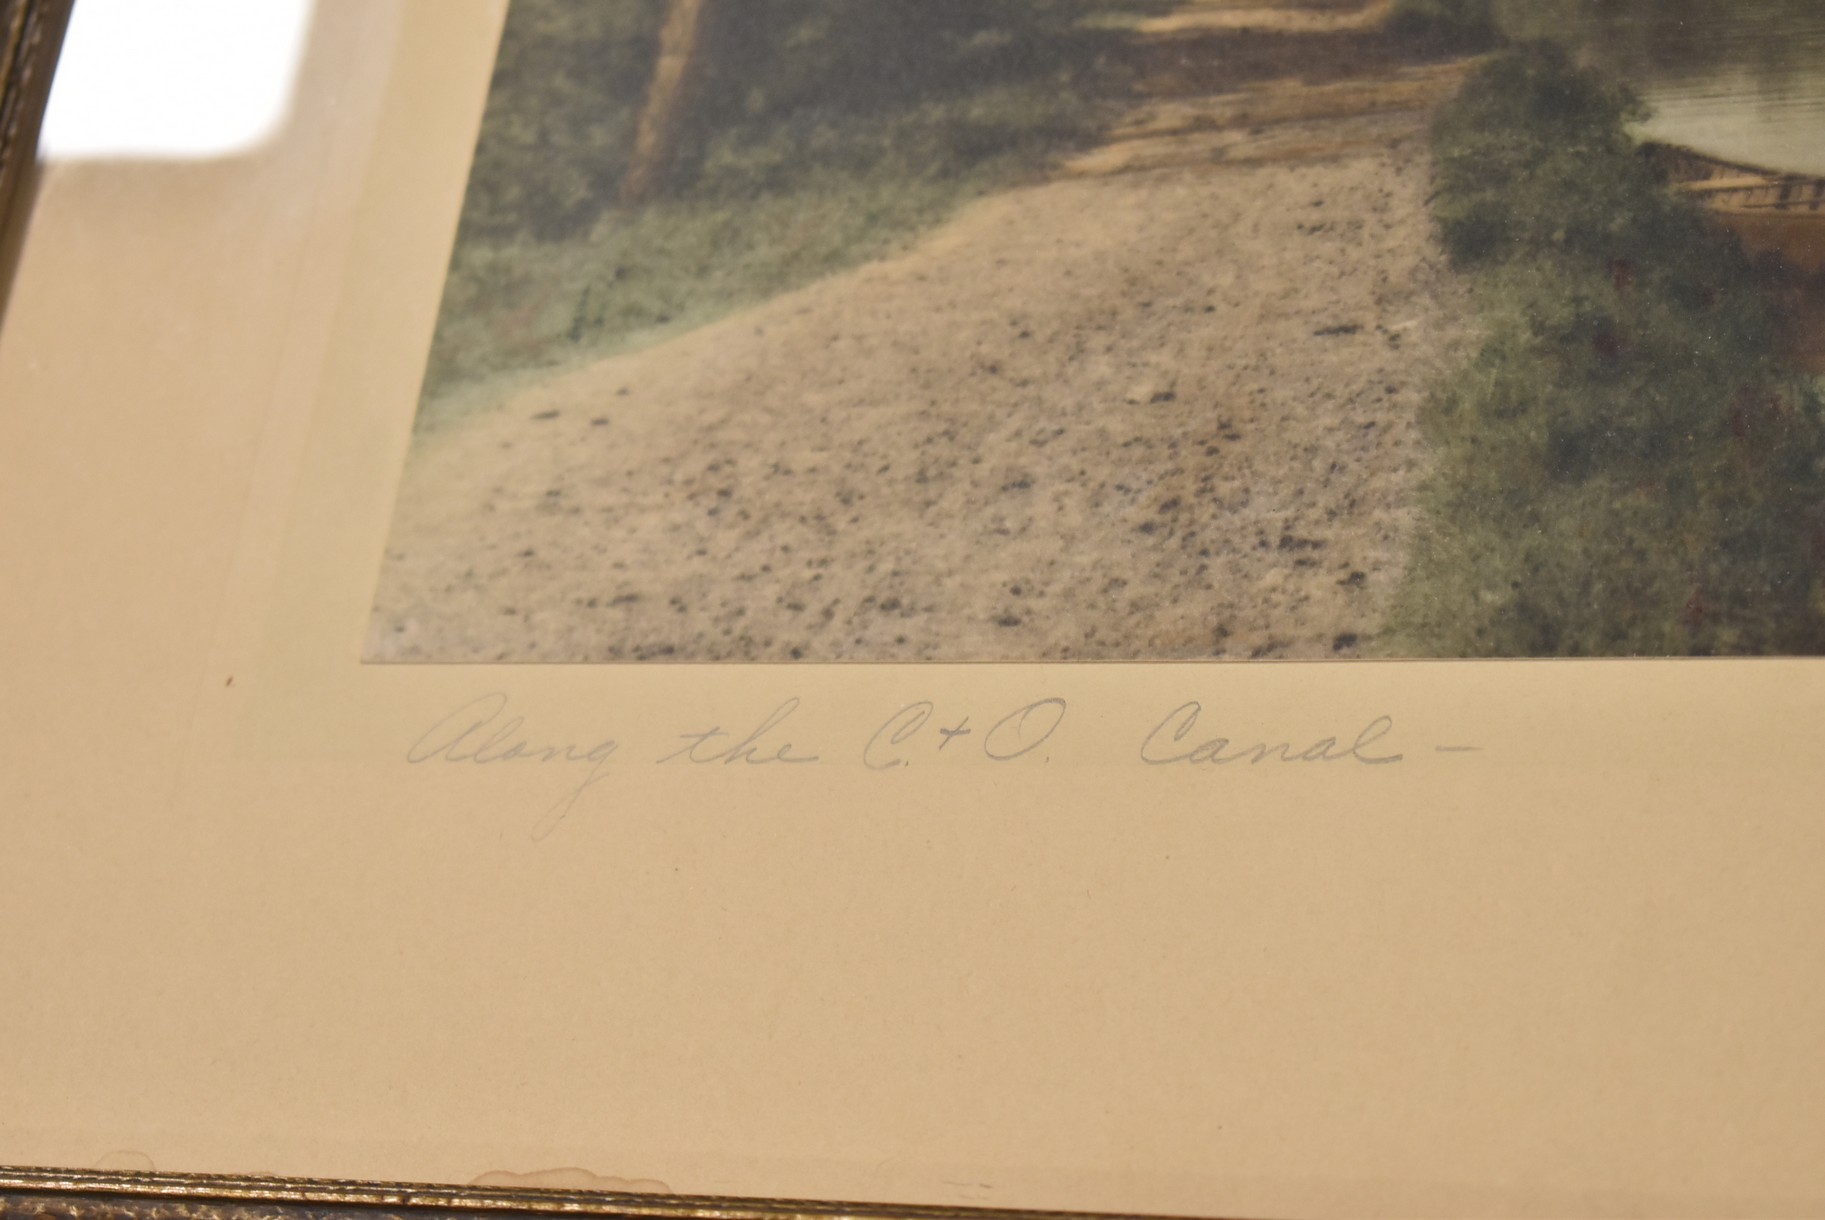 Along the C. + O. Canal —